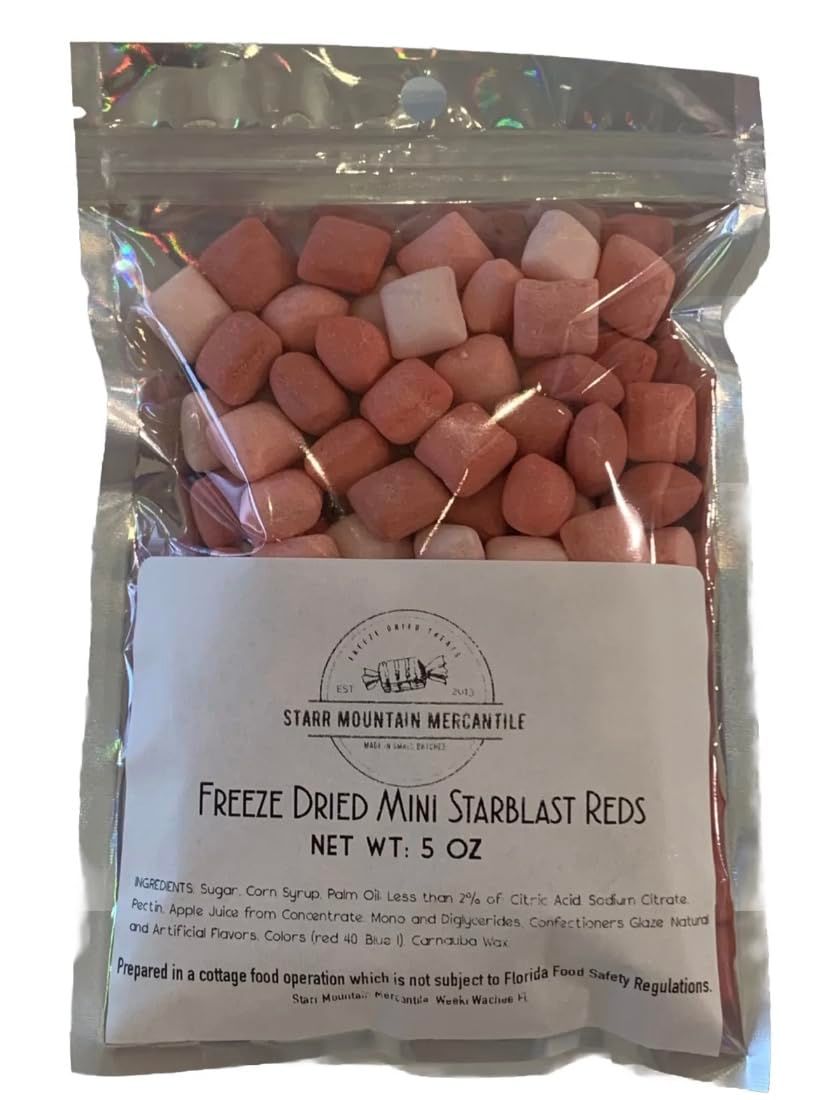 FREEZE DRIED TREATS
EST 2013
STARR MOUNTAIN MERCANTILE
MADE IN SMALL BATCHES
FREEZE DRIED MINI STARBLAST REDS
NET WT: 5 OZ
INGREDIENTS: Sugar, Corn Syrup, Palm Oil, Less than 2% of: Citric Acid, Sodium Citrate,
Pectin, Apple Juice from Concentrate, Mono and Diglycerides, Confectioners Glaze, Natural
and Artificial Flavors, Colors (red 40, Blue 1), Carnauba Wax
Prepared in a cottage food operation which is not subject to Florida Food Safety Regulations.
Starr Mountain Mercantile Weeki Wachee Fl